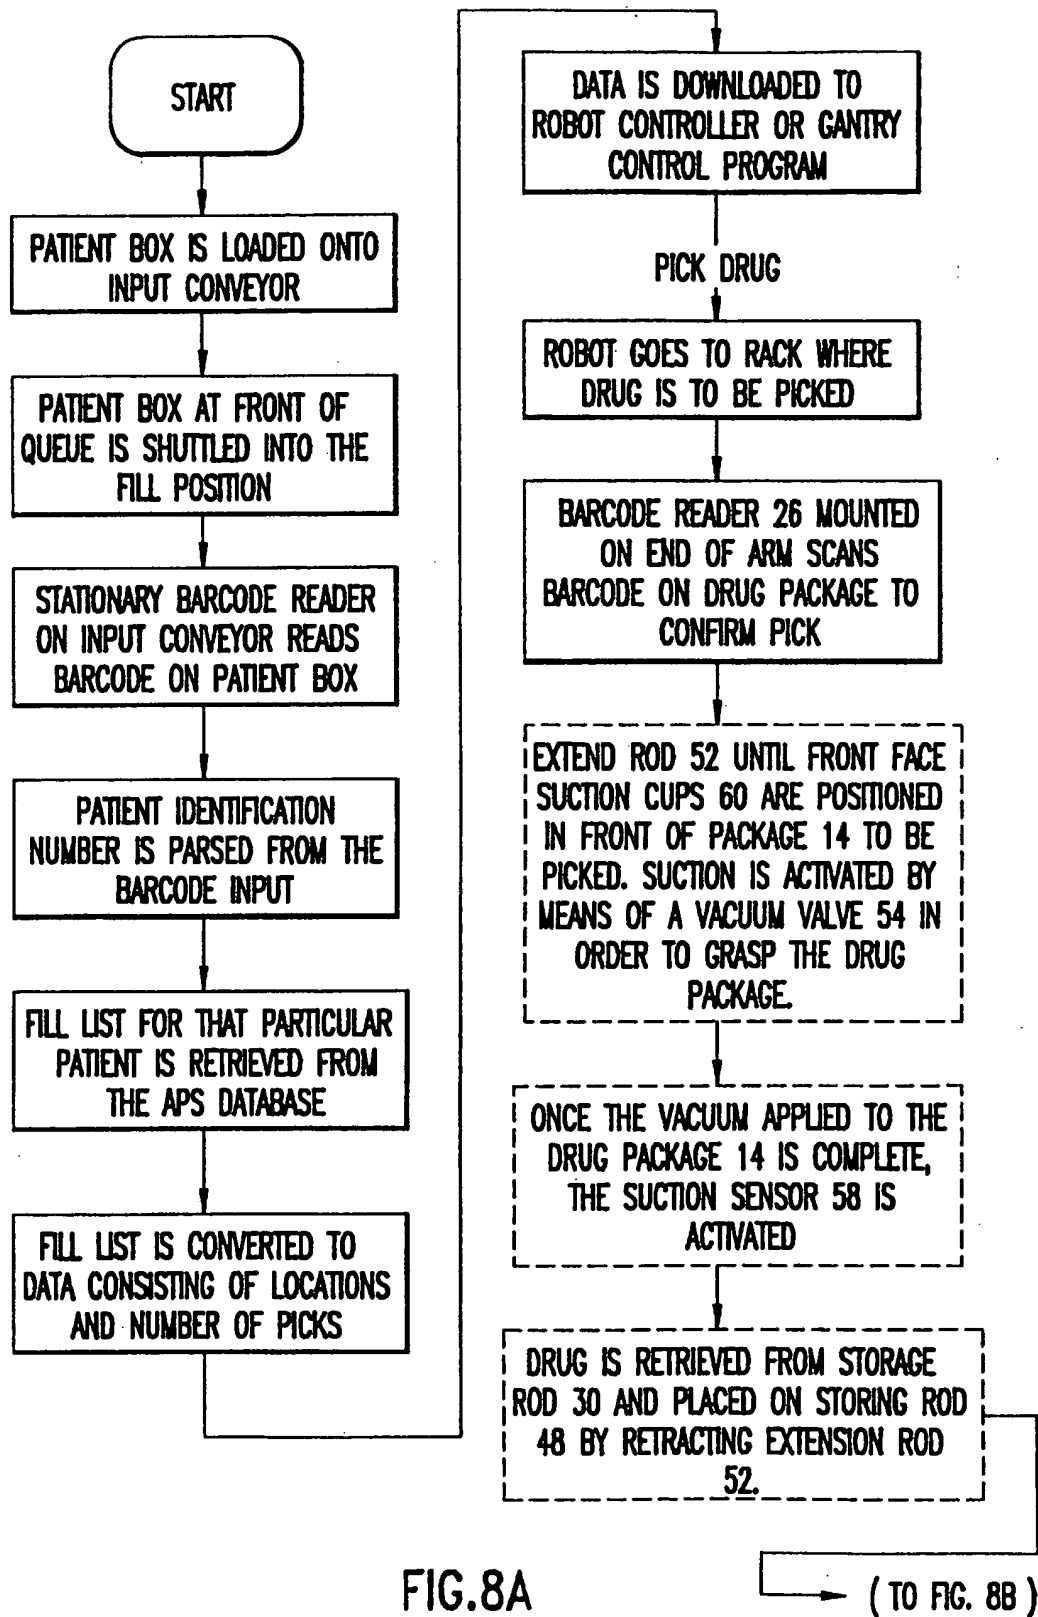 START
PATIENT BOX IS LOADED ONTO
INPUT CONVEYOR
PATIENT BOX AT FRONT OF
QUEUE IS SHUTTLED INTO THE
FILL POSITION
STATIONARY BARCODE READER
ON INPUT CONVEYOR READS
BARCODE ON PATIENT BOX
PATIENT IDENTIFICATION
NUMBER IS PARSED FROM THE
BARCODE INPUT
FILL LIST FOR THAT PARTICULAR
PATIENT IS RETRIEVED FROM
THE APS DATABASE
FILL LIST IS CONVERTED TO
DATA CONSISTING OF LOCATIONS
AND NUMBER OF PICKS
DATA IS DOWNLOADED TO
ROBOT CONTROLLER OR GANTRY
CONTROL PROGRAM
PICK DRUG
ROBOT GOES TO RACK WHERE
DRUG IS TO BE PICKED
BARCODE READER 26 MOUNTED
ON END OF ARM SCANS
BARCODE ON DRUG PACKAGE TO
CONFIRM PICK
EXTEND ROD 52 UNTIL FRONT FACE
SUCTION CUPS 60 ARE POSITIONED
IN FRONT OF PACKAGE 14 TO BE
PICKED. SUCTION IS ACTIVATED BY
MEANS OF A VACUUM VALVE 54 IN
ORDER TO GRASP THE DRUG
PACKAGE.
ONCE THE VACUUM APPLIED TO THE
DRUG PACKAGE 14 IS COMPLETE,
THE SUCTION SENSOR 58 IS
ACTIVATED
DRUG IS RETRIEVED FROM STORAGE
ROD 30 AND PLACED ON STORING ROD
48 BY RETRACTING EXTENSION ROD
52.
(TO FIG. 8B)
FIG.8A